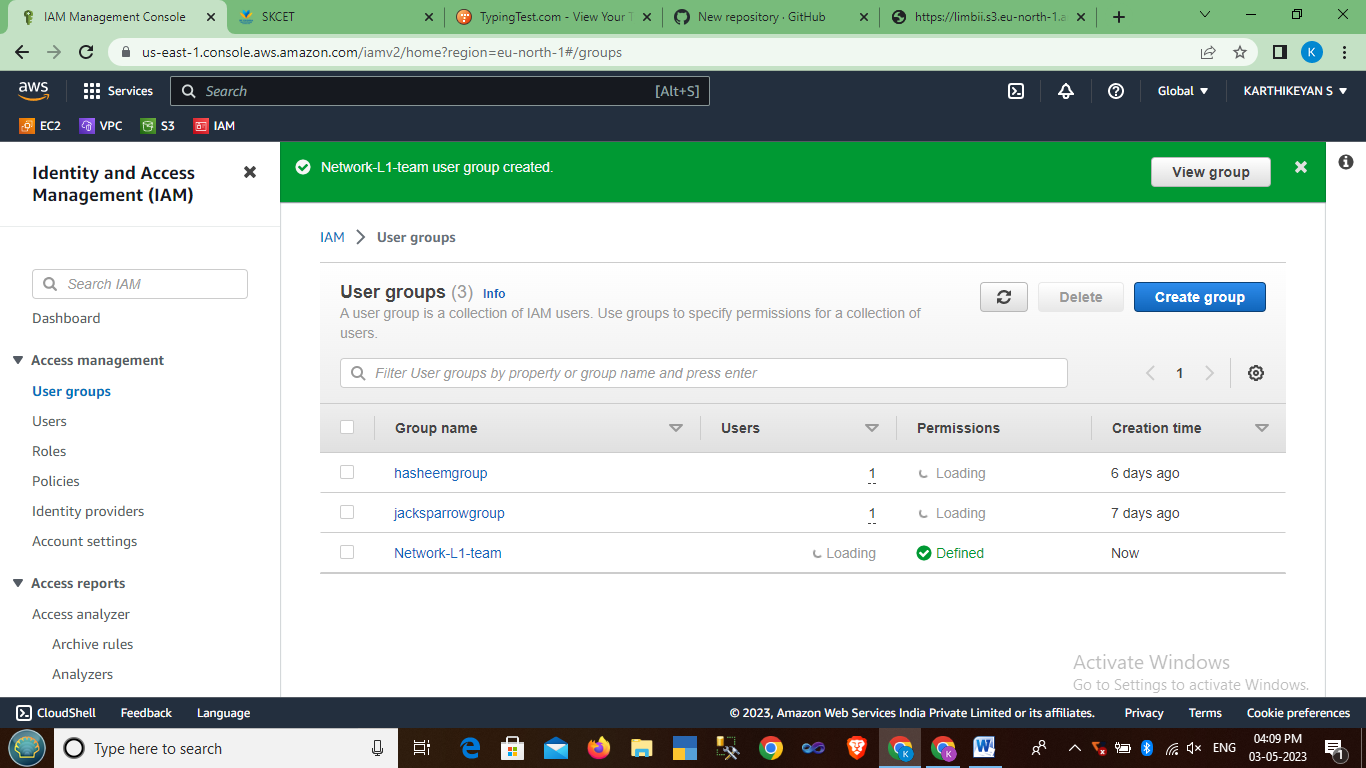 IAM Management Console
SKCET
TypingTest.com - View Your T
New repository · GitHub
https://limbii.s3.eu-north-1.a
us-east-1.console.aws.amazon.com/iamv2/home?region=eu-north-1#/groups
K
aws
Services
Search
[Alt+S]
Global
KARTHIKEYAN S
EC2
VPC
S3
IAM
Identity and Access
Management (IAM)
Search IAM
Dashboard
Access management
User groups
Users
Roles
Policies
Identity providers
Account settings
Access reports
Access analyzer
Archive rules
Analyzers
Network-L1-team user group created.
View group
IAM
User groups
User groups (3) Info
A user group is a collection of IAM users. Use groups to specify permissions for a collection of
users.
Delete
Create group
Filter User groups by property or group name and press enter
1
Group name
Users
Permissions
Creation time
hasheemgroup 1 Loading 6 days ago
jacksparrowgroup 1 Loading 7 days ago
Network-L1-team Loading Defined Now
Activate Windows
Go to Settings to activate Windows.
CloudShell
Feedback
Language
© 2023, Amazon Web Services India Private Limited or its affiliates.
Privacy
Terms
Cookie preferences
Type here to search
K
K
W
ENG
04:09 PM
03-05-2023
1